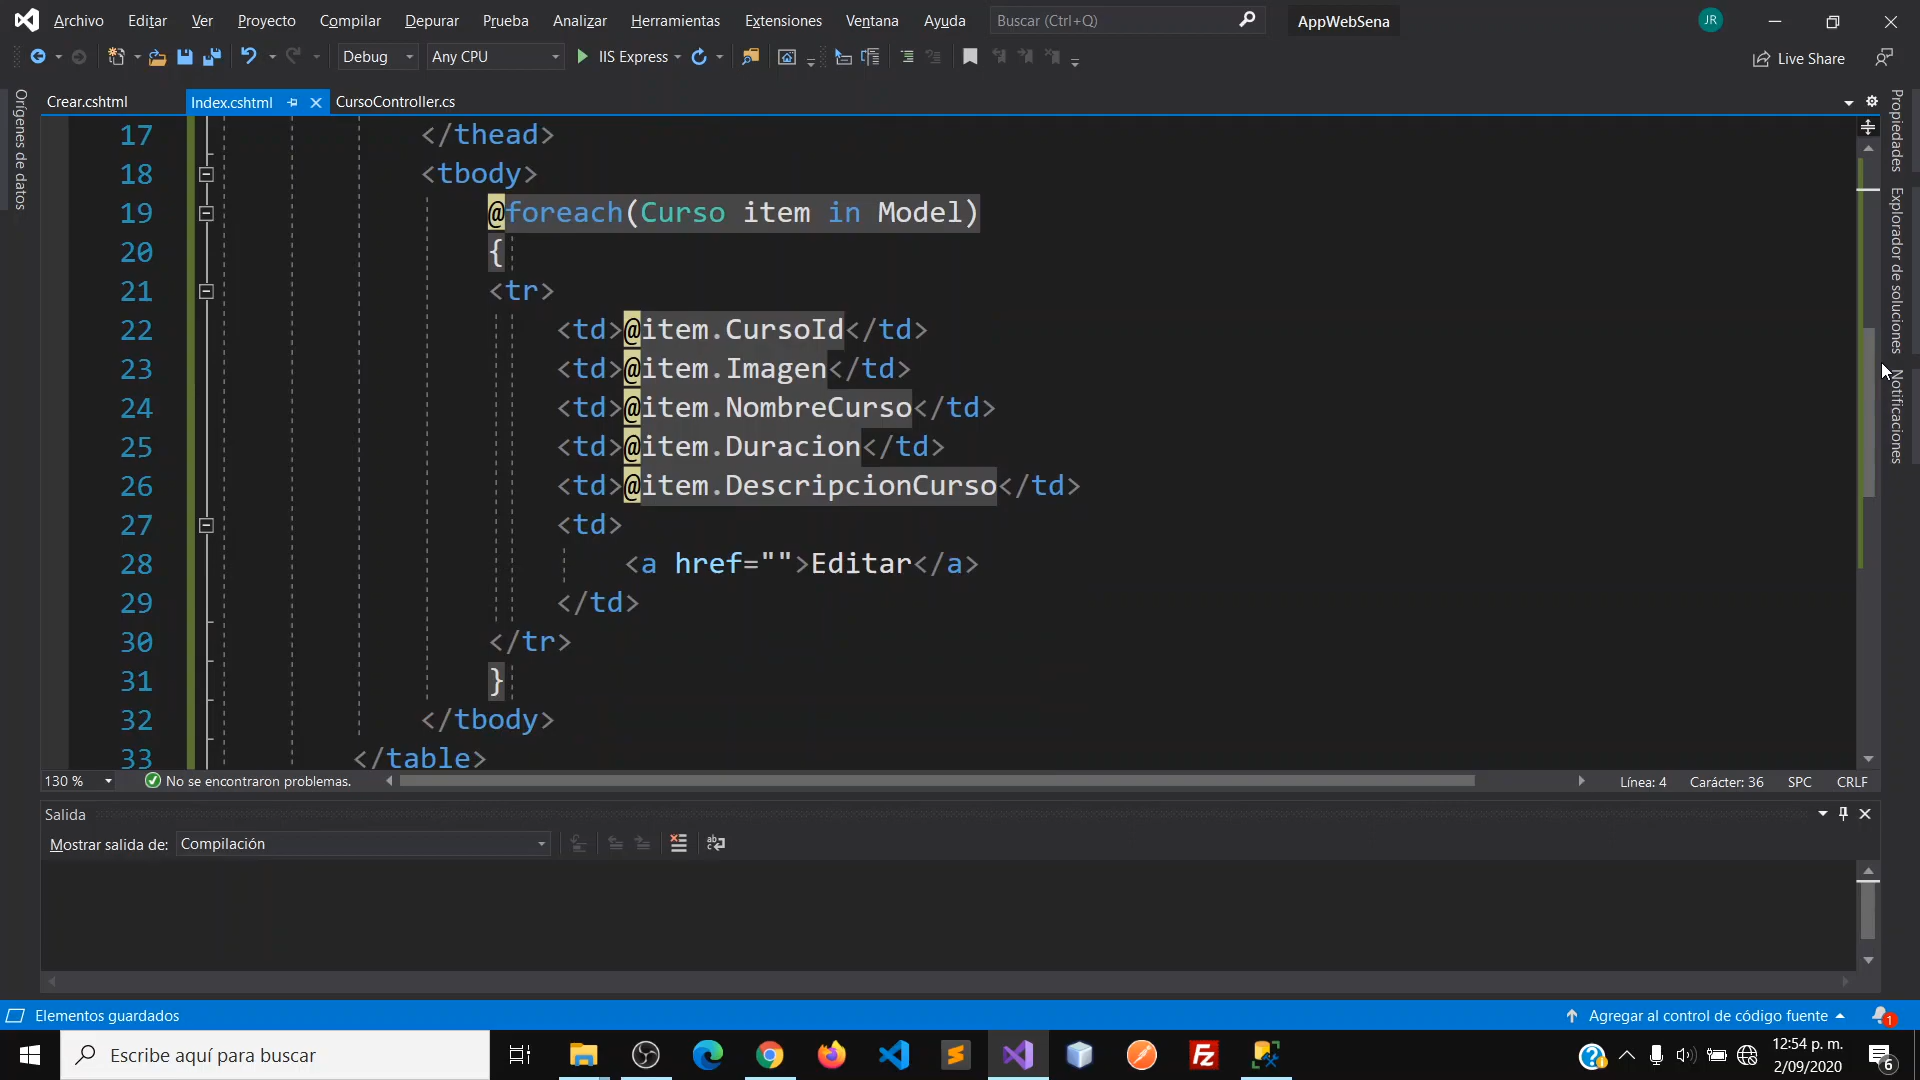 Archivo Editar Ver Proyecto Compilar Depurar Prueba Analizar Herramientas Extensiones Ventana Ayuda Buscar (Ctrl+Q) AppWebSena JR
Debug Any CPU IIS Express Live Share
Crear.cshtml Index.cshtml CursoController.cs
Orígenes de datos
Propiedades
Explorador de soluciones
Notificaciones
17 </thead>
18 <tbody>
19 @foreach(Curso item in Model)
20 {
21 <tr>
22 <td>@item.CursoId</td>
23 <td>@item.Imagen</td>
24 <td>@item.NombreCurso</td>
25 <td>@item.Duracion</td>
26 <td>@item.DescripcionCurso</td>
27 <td>
28 <a href="">Editar</a>
29 </td>
30 </tr>
31 }
32 </tbody>
33 </table>
130 % No se encontraron problemas. Línea: 4 Carácter: 36 SPC CRLF
Salida
Mostrar salida de: Compilación
Elementos guardados Agregar al control de código fuente 1
Escribe aquí para buscar 12:54 p. m.
2/09/2020 6